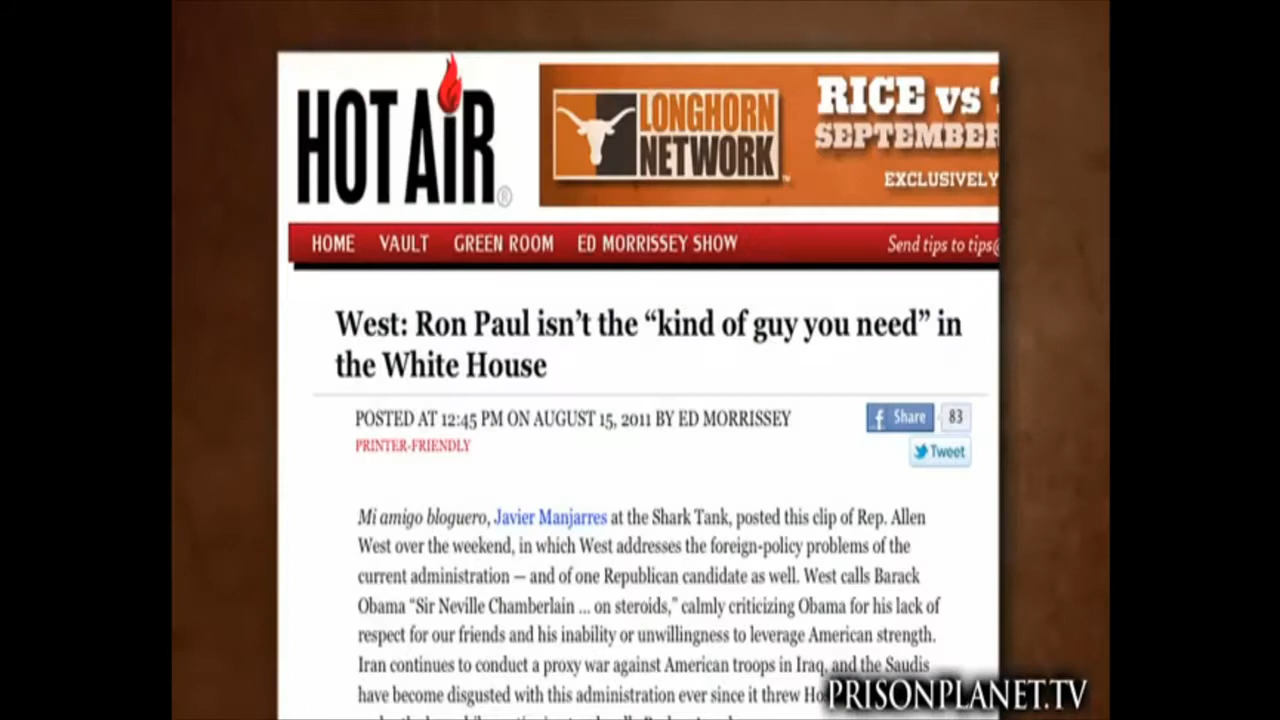 HOT AIR ®
LONGHORN
NETWORK ™
RICE vs
SEPTEMBER
EXCLUSIVELY
HOME VAULT GREEN ROOM ED MORRISSEY SHOW Send tips to tips@
West: Ron Paul isn't the “kind of guy you need” in
the White House
POSTED AT 12:45 PM ON AUGUST 15, 2011 BY ED MORRISSEY
PRINTER-FRIENDLY
f Share 83
Tweet
Mi amigo bloguero, Javier Manjarres at the Shark Tank, posted this clip of Rep. Allen
West over the weekend, in which West addresses the foreign-policy problems of the
current administration — and of one Republican candidate as well. West calls Barack
Obama “Sir Neville Chamberlain ... on steroids,” calmly criticizing Obama for his lack of
respect for our friends and his inability or unwillingness to leverage American strength.
Iran continues to conduct a proxy war against American troops in Iraq, and the Saudis
have become disgusted with this administration ever since it threw Ho
PRISONPLANET.TV